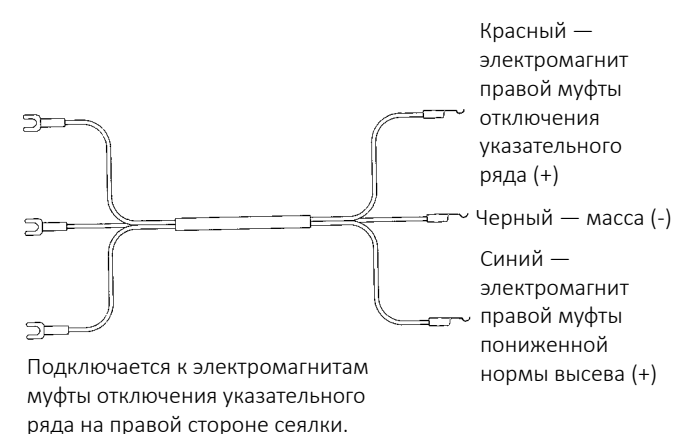 Красный —
электромагнит
правой муфты
отключения
указательного
ряда (+)
Черный — масса (-)
Синий —
электромагнит
правой муфты
пониженной
нормы высева (+)
Подключается к электромагнитам
муфты отключения указательного
ряда на правой стороне сеялки.